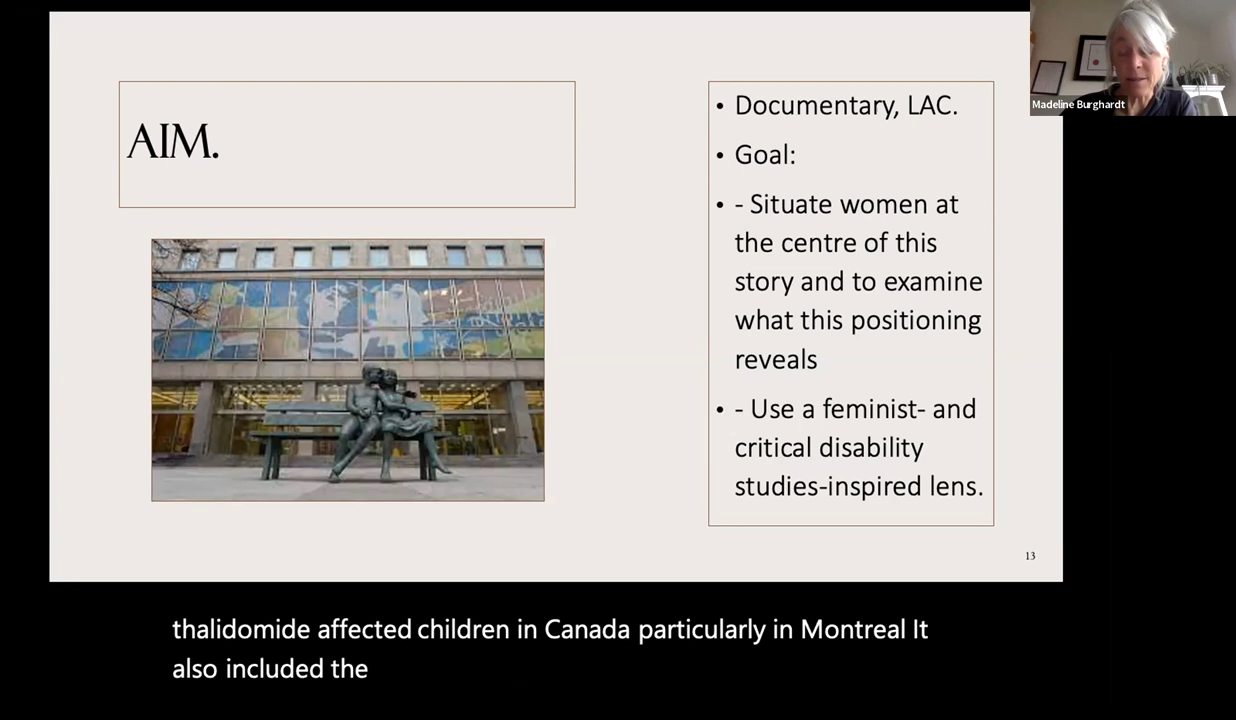 AIM.
• Documentary, LAC.
• Goal:
• - Situate women at
the centre of this
story and to examine
what this positioning
reveals
• - Use a feminist- and
critical disability
studies-inspired lens.
13
Madeline Burghardt
thalidomide affected children in Canada particularly in Montreal It
also included the